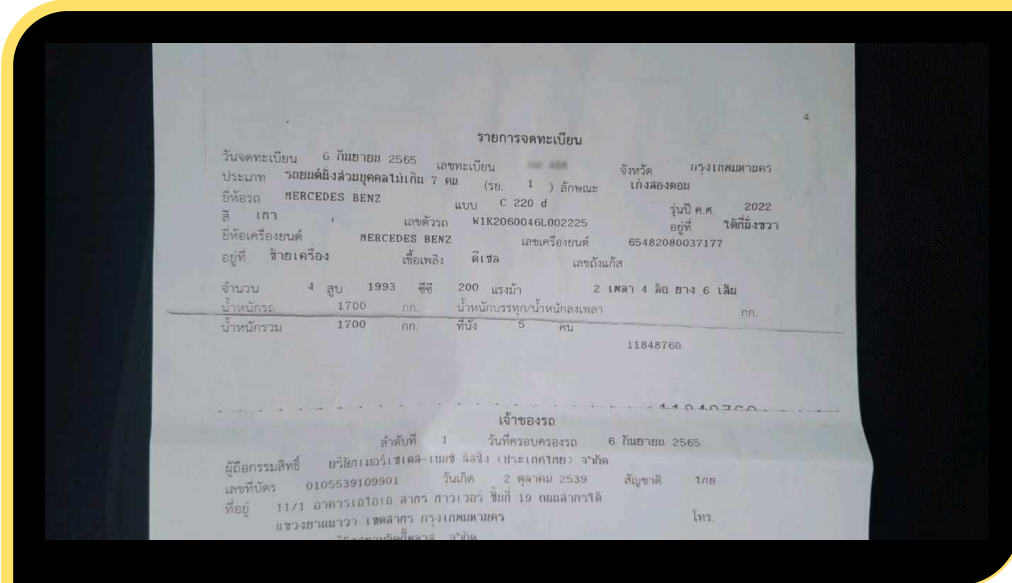 4
รายการจดทะเบียน
วันจดทะเบียน 6 กันยายน 2565 เลขทะเบียน จังหวัด กรุงเทพมหานคร
ประเภท รถยนต์นั่งส่วนบุคคลไม่เกิน 7 คน (รย. 1 ) ลักษณะ เก๋งสองตอน
ยี่ห้อรถ MERCEDES BENZ แบบ C 220 d รุ่นปี ค.ศ. 2022
สี เทา , เลขตัวรถ W1K2060046L002225 อยู่ที่ ใต้ที่นั่งขวา
ยี่ห้อเครื่องยนต์ MERCEDES BENZ เลขเครื่องยนต์ 65482080037177
อยู่ที่ ซ้ายเครื่อง เชื้อเพลิง ดีเซล เลขถังแก๊ส
จำนวน 4 สูบ 1993 ซีซี 200 แรงม้า 2 เพลา 4 ล้อ ยาง 6 เส้น
น้ำหนักรถ 1700 กก. น้ำหนักบรรทุก/น้ำหนักลงเพลา กก.
น้ำหนักรวม 1700 กก. ที่นั่ง 5 คน
11848760
เจ้าของรถ
ลำดับที่ 1 วันที่ครอบครองรถ 6 กันยายน 2565
ผู้ถือกรรมสิทธิ์ บริษัทเมอร์เซเดส-เบนซ์ ลีสซิ่ง (ประเทศไทย) จำกัด
เลขที่บัตร 0105539109901 วันเกิด 2 ตุลาคม 2539 สัญชาติ ไทย
ที่อยู่ 11/1 อาคารเอไอเอ สาทร ทาวเวอร์ ชั้นที่ 19 ถนนสาทรใต้
แขวงยานนาวา เขตสาทร กรุงเทพมหานคร โทร.
จำกัด